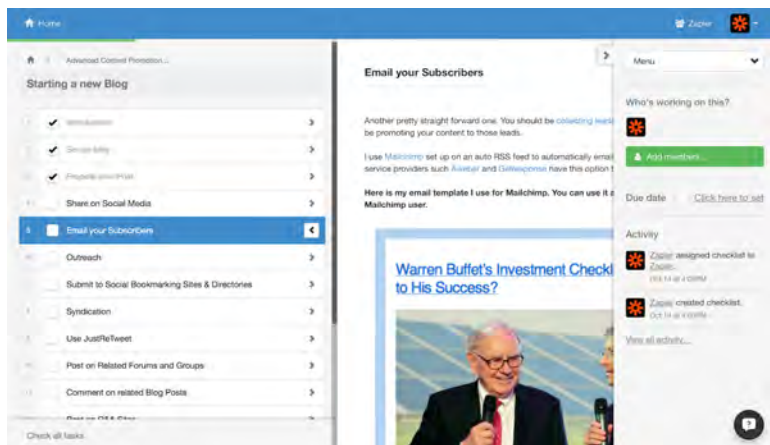 Home
Zapier
Advanced Content Promotion...
Starting a new Blog
Introduction
Prepare your Post
Share on Social Media
Email your Subscribers
Outreach
Submit to Social Bookmarking Sites & Directories
Syndication
Use JustReTweet
Post on Related Forums and Groups
Comment on related Blog Posts
Check all tasks
Email your Subscribers
Another pretty straight forward one. You should be collecting leads
be promoting your content to those leads.
I use Mailchimp set up on an auto RSS feed to automatically email
service providers such Aweber and Getresponse have this option t
Here is my email template I use for Mailchimp. You can use it a
Mailchimp user.
Warren Buffet's Investment Checkl
to His Success?
Menu
Who's working on this?
Add members...
Due date
Click here to set
Activity
Zapier assigned checklist to
Zapier.
Zapier created checklist.
View all activity...